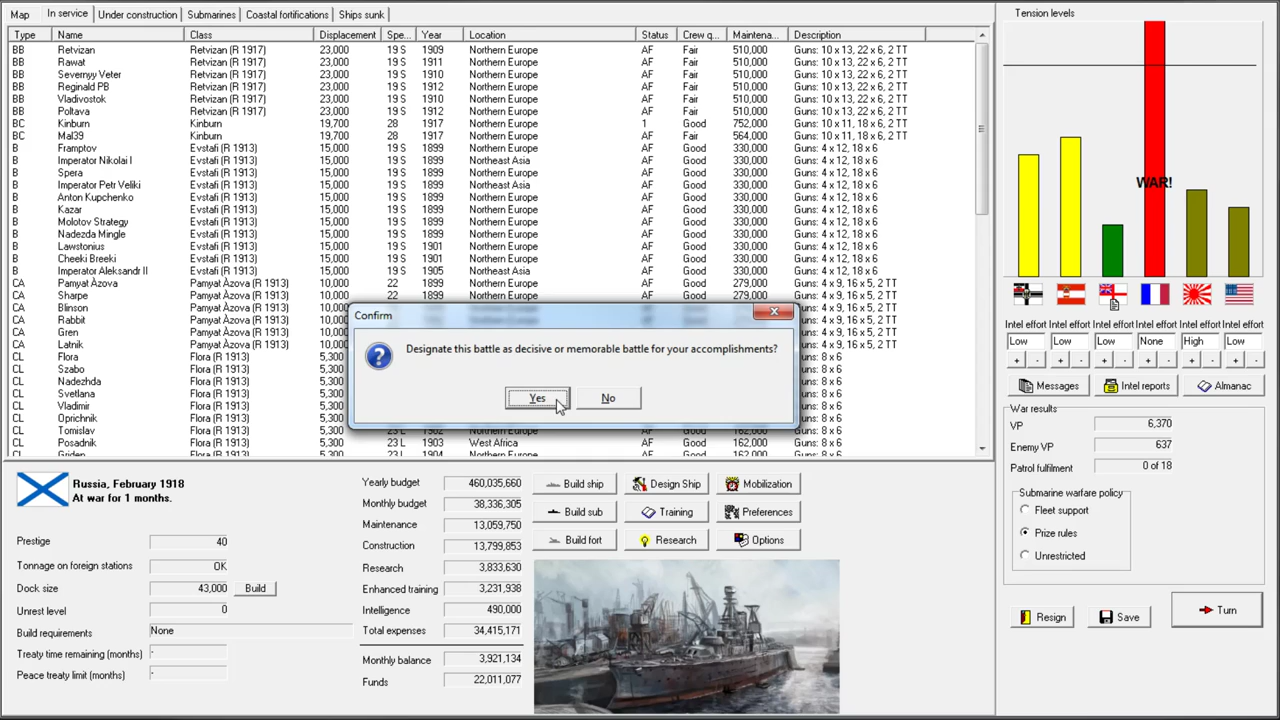 Map In service Under construction Submarines Coastal fortifications Ships sunk
Type Name Class Displacement Spe... Year Location Status Crew q... Maintena... Description
BB Retvizan Retvizan (R 1917) 23,000 19 S 1909 Northern Europe AF Fair 510,000 Guns: 10 x 13, 22 x 6, 2 TT
BB Rawat Retvizan (R 1917) 23,000 19 S 1911 Northern Europe AF Fair 510,000 Guns: 10 x 13, 22 x 6, 2 TT
BB Severnyy Veter Retvizan (R 1917) 23,000 19 S 1912 Northern Europe AF Fair 510,000 Guns: 10 x 13, 22 x 6, 2 TT
BB Reginald PB Retvizan (R 1917) 23,000 19 S 1912 Northern Europe AF Fair 510,000 Guns: 10 x 13, 22 x 6, 2 TT
BB Vladivostok Retvizan (R 1917) 23,000 19 S 1912 Northern Europe AF Fair 510,000 Guns: 10 x 13, 22 x 6, 2 TT
BB Poltava Retvizan (R 1917) 23,000 19 S 1912 Northern Europe AF Fair 510,000 Guns: 10 x 13, 22 x 6, 2 TT
BC Kinburn Kinburn 19,700 28 1917 Northern Europe 1 Good 752,000 Guns: 10 x 11, 18 x 6, 2 TT
BC Mal39 Kinburn 19,700 28 1917 Northern Europe AF Fair 564,000 Guns: 10 x 11, 18 x 6, 2 TT
B Framptov Evstafi (R 1913) 15,000 19 S 1899 Northern Europe AF Good 330,000 Guns: 4 x 12, 18 x 6
B Imperator Nikolai I Evstafi (R 1913) 15,000 19 S 1899 Northeast Asia AF Good 330,000 Guns: 4 x 12, 18 x 6
B Spera Evstafi (R 1913) 15,000 19 S 1899 Northern Europe AF Good 330,000 Guns: 4 x 12, 18 x 6
B Imperator Petr Veliki Evstafi (R 1913) 15,000 19 S 1899 Northeast Asia AF Good 330,000 Guns: 4 x 12, 18 x 6
B Anton Kupchenko Evstafi (R 1913) 15,000 19 S 1899 Northern Europe AF Good 330,000 Guns: 4 x 12, 18 x 6
B Kazar Evstafi (R 1913) 15,000 19 S 1899 Northern Europe AF Good 330,000 Guns: 4 x 12, 18 x 6
B Molotov Strategy Evstafi (R 1913) 15,000 19 S 1899 Northern Europe AF Good 330,000 Guns: 4 x 12, 18 x 6
B Nadezda Mingle Evstafi (R 1913) 15,000 19 S 1899 Northern Europe AF Good 330,000 Guns: 4 x 12, 18 x 6
B Lawstonius Evstafi (R 1913) 15,000 19 S 1901 Northern Europe AF Good 330,000 Guns: 4 x 12, 18 x 6
B Cheeki Breeki Evstafi (R 1913) 15,000 19 S 1901 Northern Europe AF Good 330,000 Guns: 4 x 12, 18 x 6
B Imperator Aleksandr II Evstafi (R 1913) 15,000 19 S 1905 Northeast Asia AF Good 330,000 Guns: 4 x 12, 18 x 6
CA Pamyat Àzova Pamyat Àzova (R 1913) 10,000 22 1899 Northern Europe AF Good 279,000 Guns: 4 x 9, 16 x 5, 2 TT
CA Sharpe Pamyat Àzova (R 1913) 10,000 22 1899 Northern Europe AF Good 279,000 Guns: 4 x 9, 16 x 5, 2 TT
CA Blinson Pamyat Àzova (R 1913) 10,000 Guns: 4 x 9, 16 x 5, 2 TT
CA Rabbit Pamyat Àzova (R 1913) 10,000 Guns: 4 x 9, 16 x 5, 2 TT
CA Gren Pamyat Àzova (R 1913) 10,000 Guns: 4 x 9, 16 x 5, 2 TT
CA Latnik Pamyat Àzova (R 1913) 10,000 Guns: 4 x 9, 16 x 5, 2 TT
CL Flora Flora (R 1913) 5,300 Guns: 8 x 6
CL Szabo Flora (R 1913) 5,300 Guns: 8 x 6
CL Nadezhda Flora (R 1913) 5,300 Guns: 8 x 6
CL Svetlana Flora (R 1913) 5,300 Guns: 8 x 6
CL Vladimir Flora (R 1913) 5,300 Guns: 8 x 6
CL Oprichnik Flora (R 1913) 5,300 Guns: 8 x 6
CL Tomislav Flora (R 1913) 5,300 Guns: 8 x 6
CL Posadnik Flora (R 1913) 5,300 23 L 1903 West Africa AF Good 162,000 Guns: 8 x 6
CL Griden Flora (R 1913) 5,300 23 L 1904 Northern Europe AF Good 162,000 Guns: 8 x 6
Confirm
Designate this battle as decisive or memorable battle for your accomplishments?
Yes No
Tension levels
WAR!
Intel effort Intel effort Intel effort Intel effort Intel effort Intel effort
Low Low Low None High Low
+ - + - + - + - + - + -
Messages Intel reports Almanac
War results
VP 6,370
Enemy VP 637
Patrol fulfilment 0 of 18
Submarine warfare policy
Fleet support
Prize rules
Unrestricted
Resign Save Turn
Russia, February 1918
At war for 1 months.
Prestige 40
Tonnage on foreign stations OK
Dock size 43,000 Build
Unrest level 0
Build requirements None
Treaty time remaining (months) -
Peace treaty limit (months) -
Yearly budget 460,035,660
Monthly budget 38,336,305
Maintenance 13,059,750
Construction 13,799,853
Research 3,833,630
Enhanced training 3,231,938
Intelligence 490,000
Total expenses 34,415,171
Monthly balance 3,921,134
Funds 22,011,077
Build ship Design Ship Mobilization
Build sub Training Preferences
Build fort Research Options